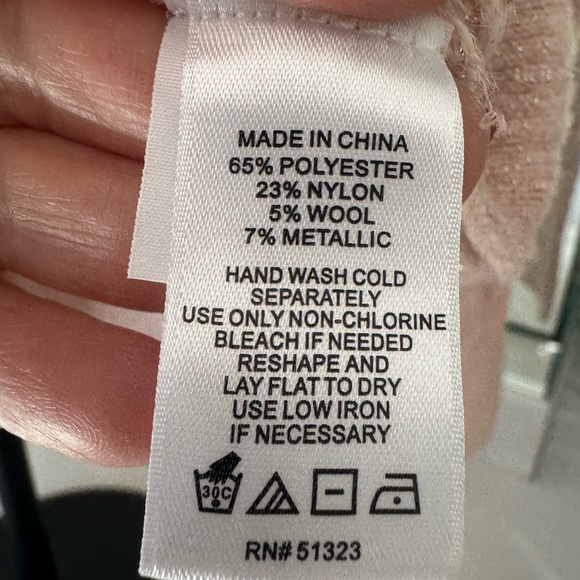 MADE IN CHINA
65% POLYESTER
23% NYLON
5% WOOL
7% METALLIC
HAND WASH COLD
SEPARATELY
USE ONLY NON-CHLORINE
BLEACH IF NEEDED
RESHAPE AND
LAY FLAT TO DRY
USE LOW IRON
IF NECESSARY
30C
RN# 51323